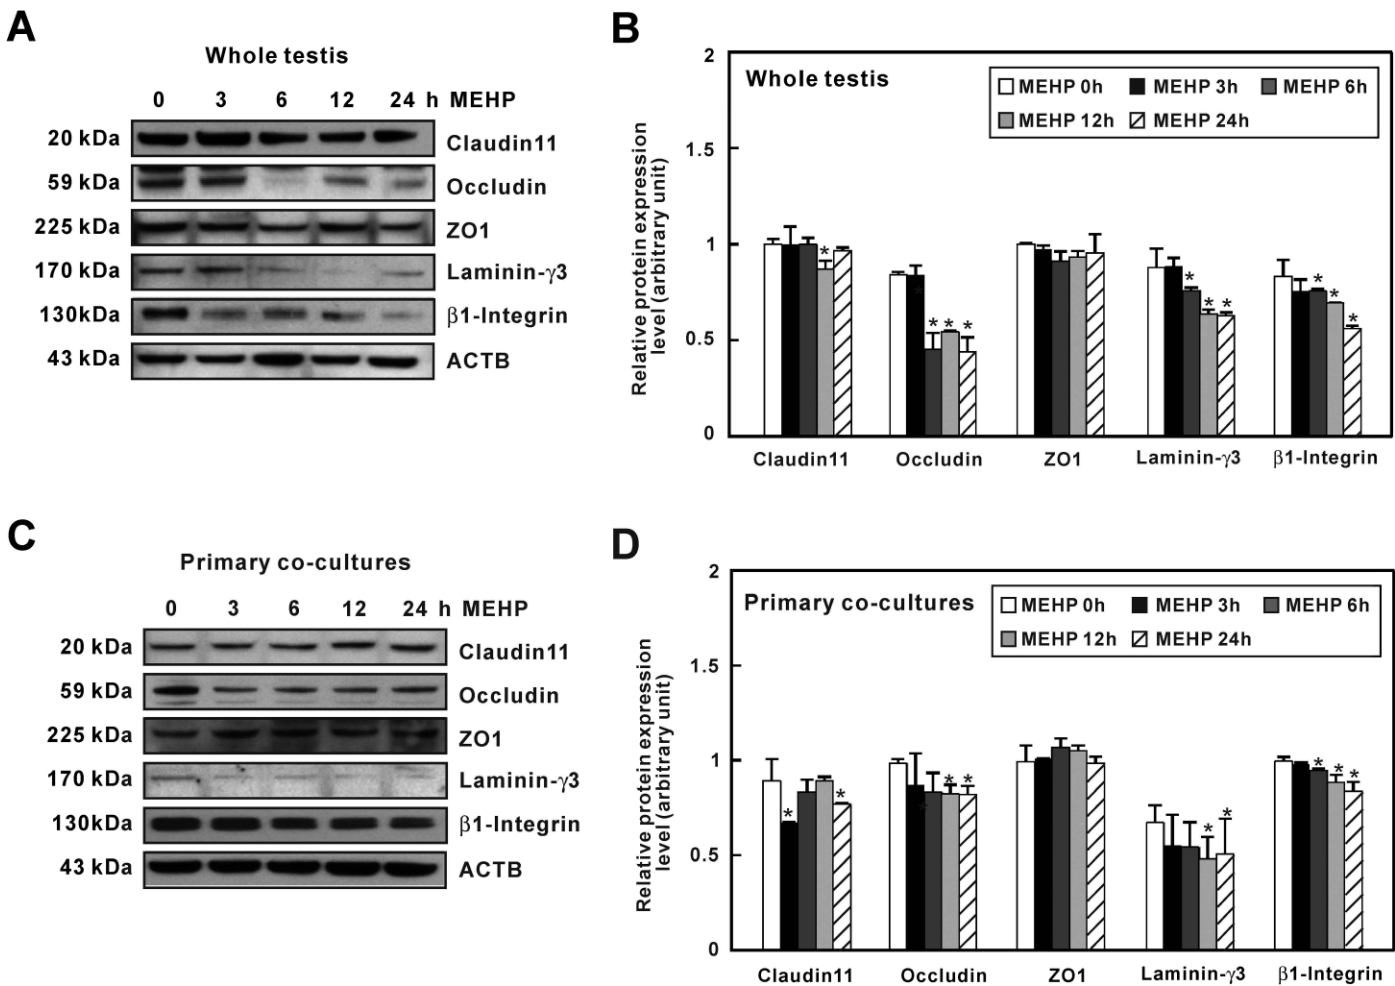 A
Whole testis
0 3 6 12 24 h MEHP
20 kDa Claudin11
59 kDa Occludin
225 kDa ZO1
170 kDa Laminin-γ3
130kDa β1-Integrin
43 kDa ACTB
B
Whole testis
MEHP 0h MEHP 3h MEHP 6h
MEHP 12h MEHP 24h
Relative protein expression
level (arbitrary unit)
2
1.5
1
0.5
0
* * * * * * * * * *
Claudin11 Occludin ZO1 Laminin-γ3 β1-Integrin
C
Primary co-cultures
0 3 6 12 24 h MEHP
20 kDa Claudin11
59 kDa Occludin
225 kDa ZO1
170 kDa Laminin-γ3
130kDa β1-Integrin
43 kDa ACTB
D
Primary co-cultures
MEHP 0h MEHP 3h MEHP 6h
MEHP 12h MEHP 24h
Relative protein expression
level (arbitrary unit)
2
1.5
1
0.5
0
* * * * * * * * *
Claudin11 Occludin ZO1 Laminin-γ3 β1-Integrin